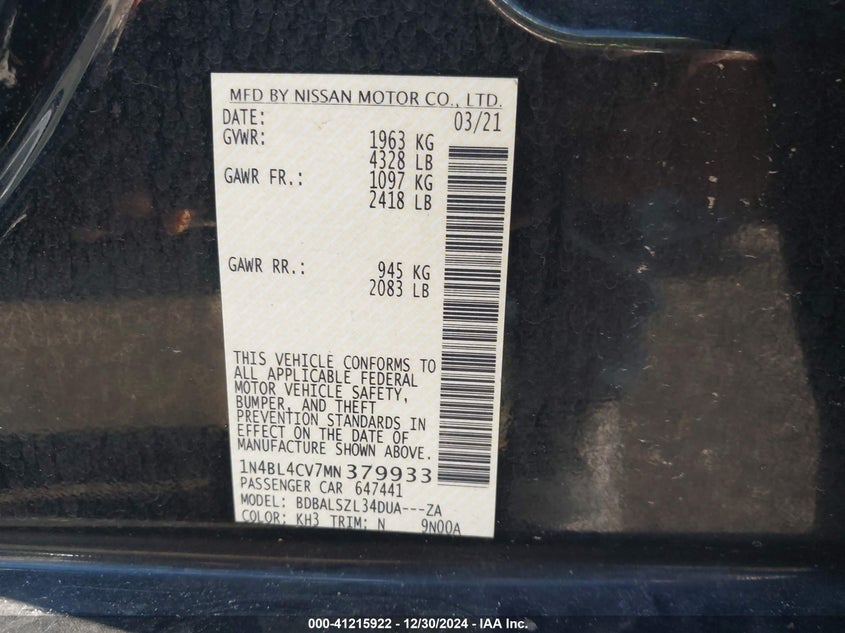 MFD BY NISSAN MOTOR CO., LTD.
DATE: 03/21
GVWR: 1963 KG
4328 LB
GAWR FR.: 1097 KG
2418 LB
GAWR RR.: 945 KG
2083 LB
THIS VEHICLE CONFORMS TO
ALL APPLICABLE FEDERAL
MOTOR VEHICLE SAFETY,
BUMPER, AND THEFT
PREVENTION STANDARDS IN
EFFECT ON THE DATE OF
MANUFACTURE SHOWN ABOVE.
1N4BL4CV7MN379933
PASSENGER CAR 647441
MODEL: BDBALSZL34DUA---ZA
COLOR: KH3 TRIM: N 9N00A
000-41215922 - 12/30/2024 - IAA Inc.